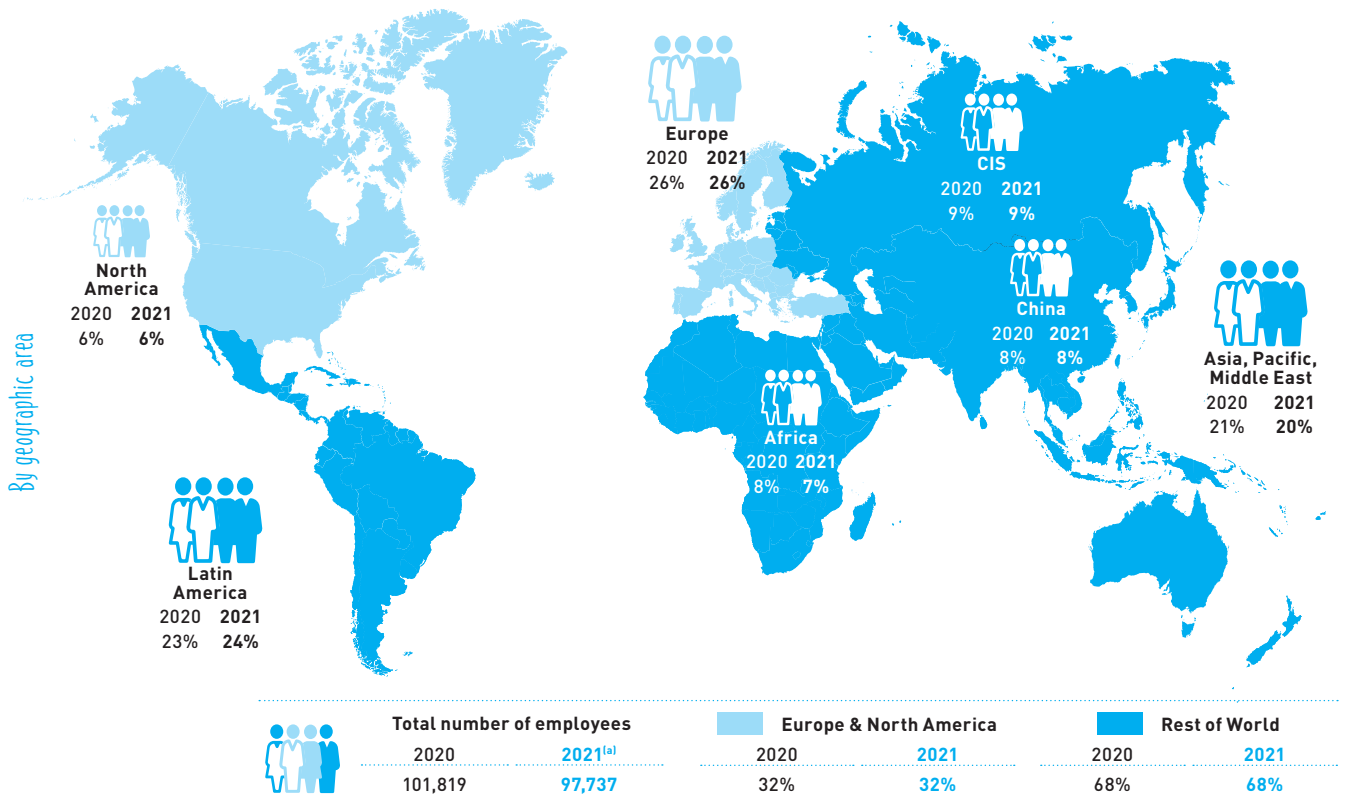 By geographic area
North
America
2020 2021
6% 6%
Latin
America
2020 2021
23% 24%
Europe
2020 2021
26% 26%
CIS
2020 2021
9% 9%
China
2020 2021
8% 8%
Africa
2020 2021
8% 7%
Asia, Pacific,
Middle East
2020 2021
21% 20%
Total number of employees
2020 2021(a)
101,819 97,737
Europe & North America
2020 2021
32% 32%
Rest of World
2020 2021
68% 68%